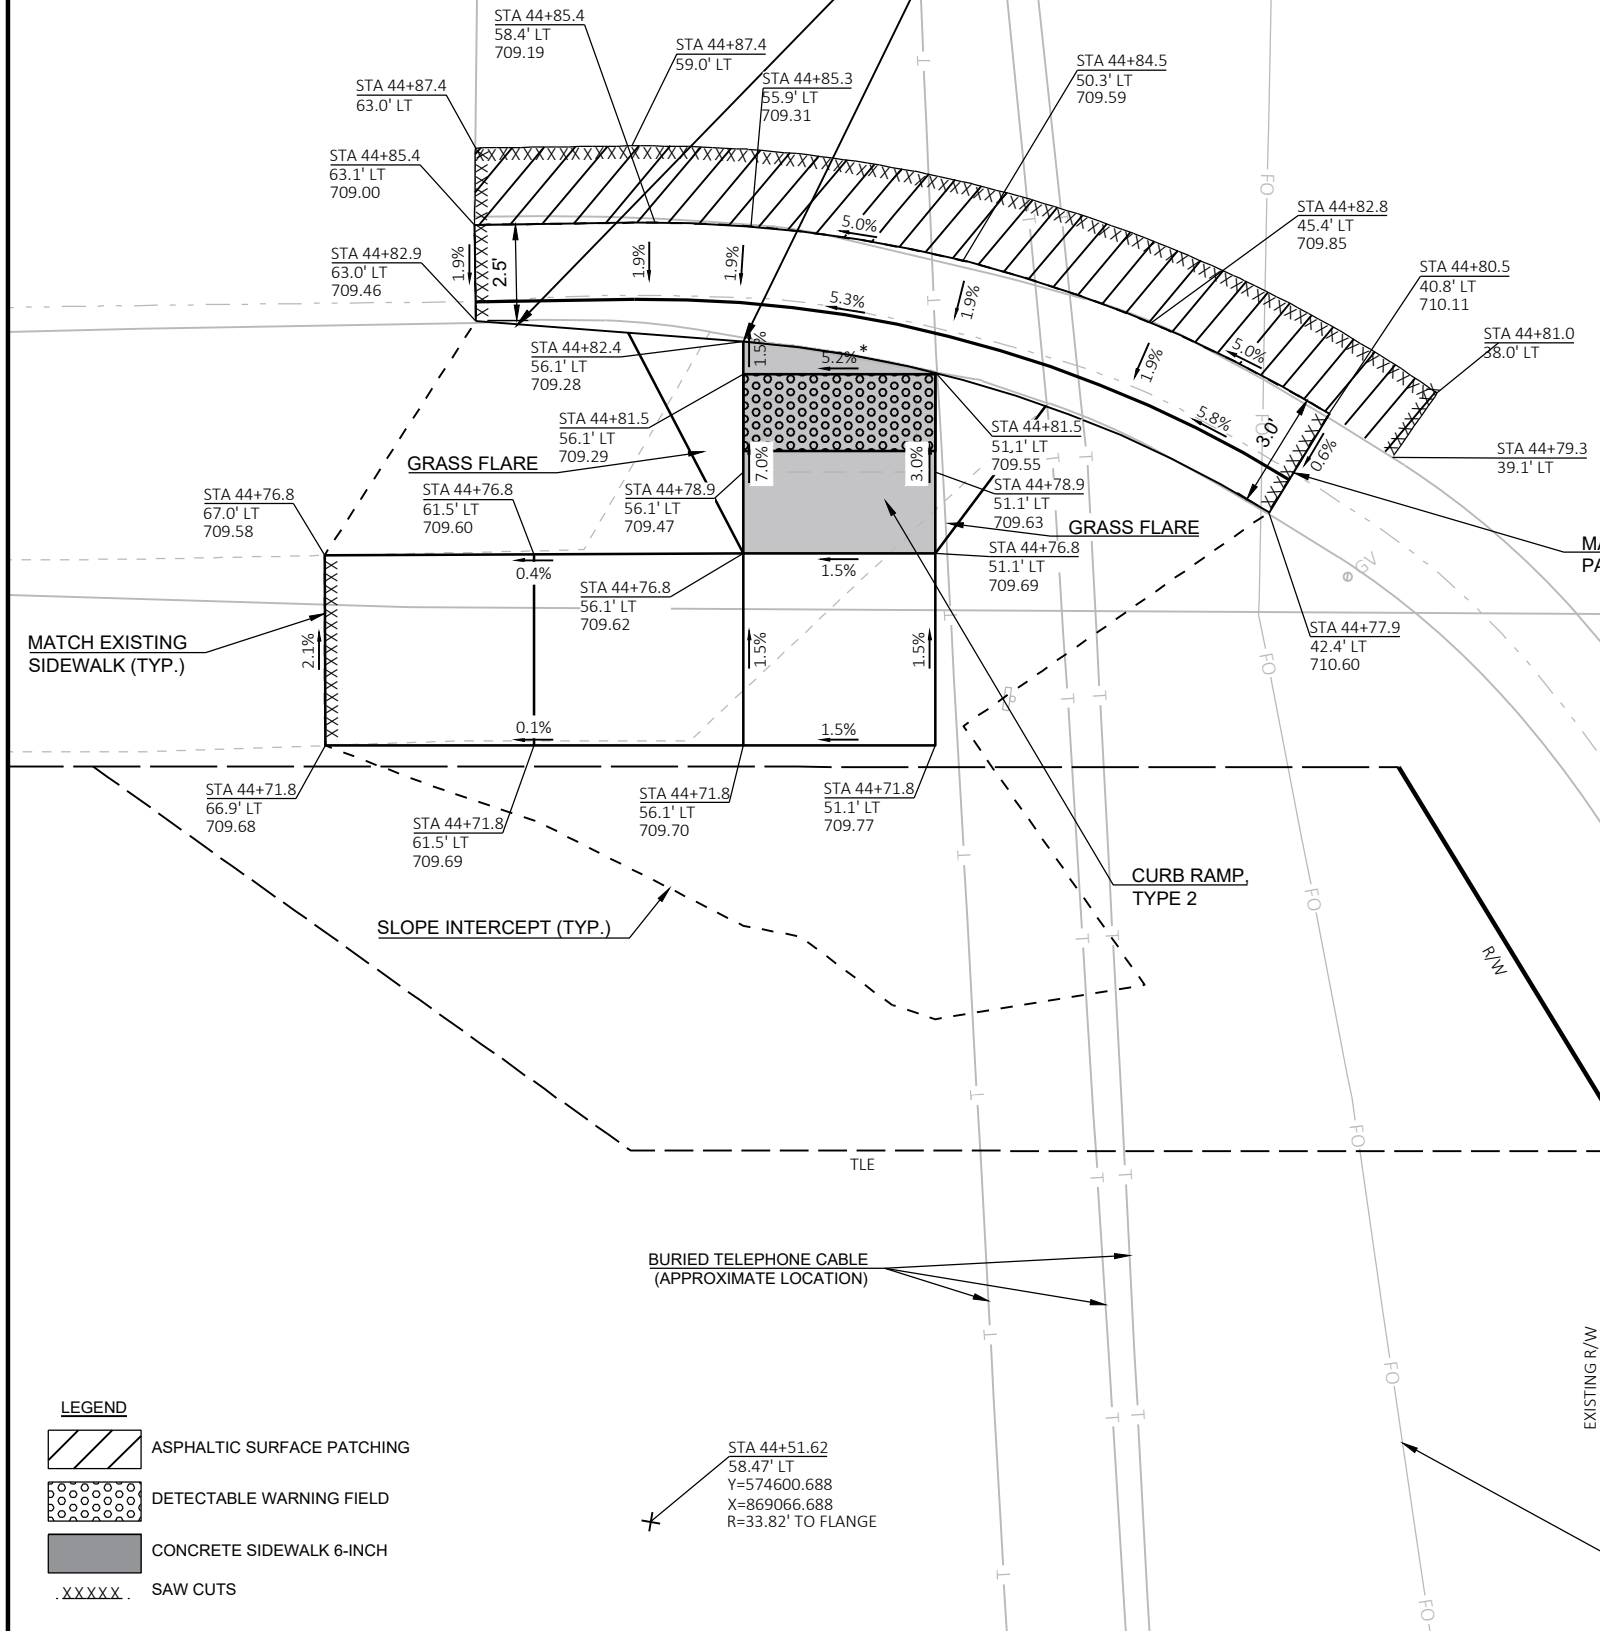 STA 44+85.4
58.4' LT
709.19
STA 44+87.4
59.0' LT
STA 44+87.4
63.0' LT
STA 44+85.3
55.9' LT
709.31
STA 44+84.5
50.3' LT
709.59
STA 44+85.4
63.1' LT
709.00
STA 44+82.9
63.0' LT
709.46
STA 44+82.8
45.4' LT
709.85
STA 44+80.5
40.8' LT
710.11
STA 44+81.0
38.0' LT
STA 44+79.3
39.1' LT
FO
T
T
5.0%
1.9%
2.5'
1.9%
1.9%
5.3%
1.9%
1.9%
5.0%
5.8%
3.0'
0.6%
FO
STA 44+82.4
56.1' LT
709.28
1.5%
5.2% *
STA 44+81.5
56.1' LT
709.29
STA 44+81.5
51.1' LT
709.55
GRASS FLARE
7.0%
3.0%
STA 44+78.9
56.1' LT
709.47
STA 44+78.9
51.1' LT
709.63
GRASS FLARE
STA 44+76.8
67.0' LT
709.58
STA 44+76.8
61.5' LT
709.60
STA 44+76.8
56.1' LT
709.62
STA 44+76.8
51.1' LT
709.69
0.4%
1.5%
GV
MA
PA
STA 44+77.9
42.4' LT
710.60
MATCH EXISTING
SIDEWALK (TYP.)
2.1%
1.5%
1.5%
0.1%
1.5%
FO
STA 44+71.8
66.9' LT
709.68
STA 44+71.8
61.5' LT
709.69
STA 44+71.8
56.1' LT
709.70
STA 44+71.8
51.1' LT
709.77
CURB RAMP,
TYPE 2
SLOPE INTERCEPT (TYP.)
FO
R/W
FO
TLE
BURIED TELEPHONE CABLE
(APPROXIMATE LOCATION)
EXISTING R/W
FO
FO
LEGEND
ASPHALTIC SURFACE PATCHING
DETECTABLE WARNING FIELD
CONCRETE SIDEWALK 6-INCH
XXXXX SAW CUTS
STA 44+51.62
58.47' LT
Y=574600.688
X=869066.688
R=33.82' TO FLANGE